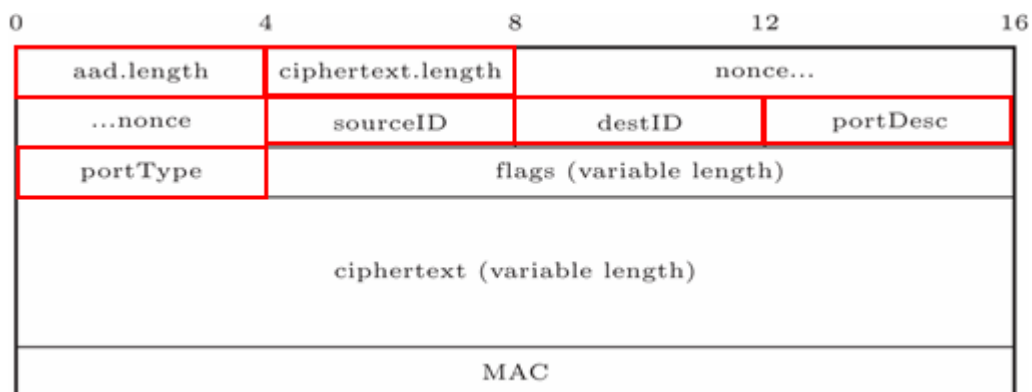 0 4 8 12 16
aad.length ciphertext.length nonce...
...nonce sourceID destID portDesc
portType flags (variable length)
ciphertext (variable length)
MAC